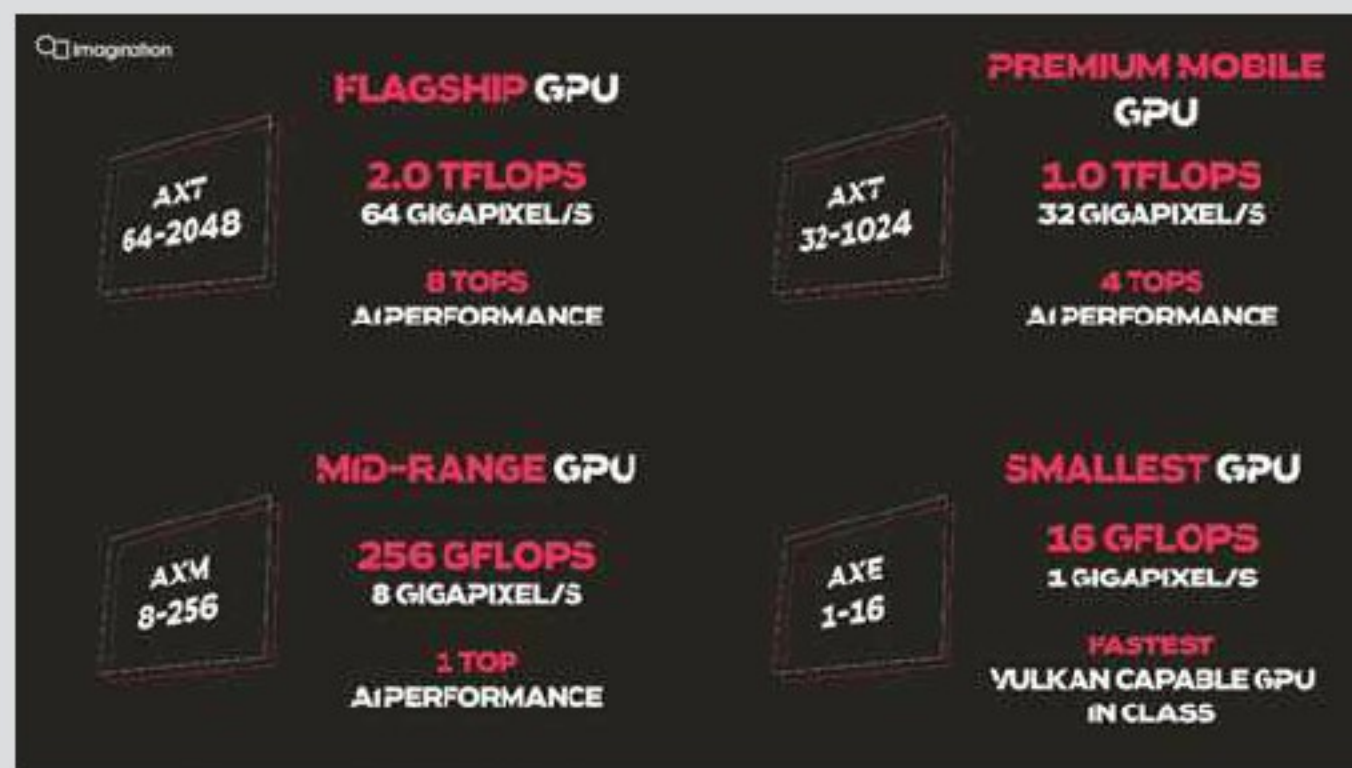 Imagination
FLAGSHIP GPU
AXT
64-2048
2.0 TFLOPS
64 GIGAPIXEL/S
8 TOPS
AI PERFORMANCE
PREMIUM MOBILE
GPU
AXT
32-1024
1.0 TFLOPS
32 GIGAPIXEL/S
4 TOPS
AI PERFORMANCE
MID-RANGE GPU
AXM
8-256
256 GFLOPS
8 GIGAPIXEL/S
1 TOP
AI PERFORMANCE
SMALLEST GPU
AXE
1-16
16 GFLOPS
1 GIGAPIXEL/S
FASTEST
VULKAN CAPABLE GPU
IN CLASS